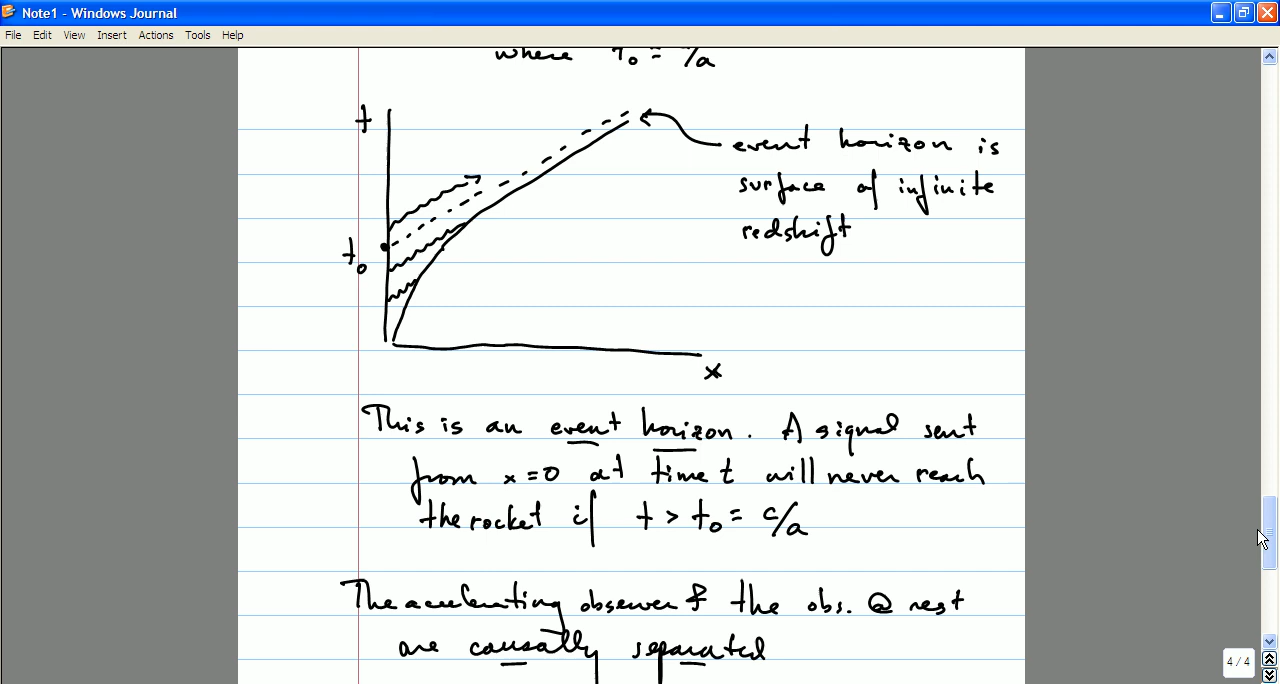 Note1 - Windows Journal
File Edit View Insert Actions Tools Help
where t₀ = c/a
t
event horizon is
surface of infinite
redshift
t₀
x
This is an event horizon. A signal sent
from x=0 at time t will never reach
the rocket if t > t₀ = c/a
The accelerating observer & the obs. @ rest
are causally separated
4 / 4